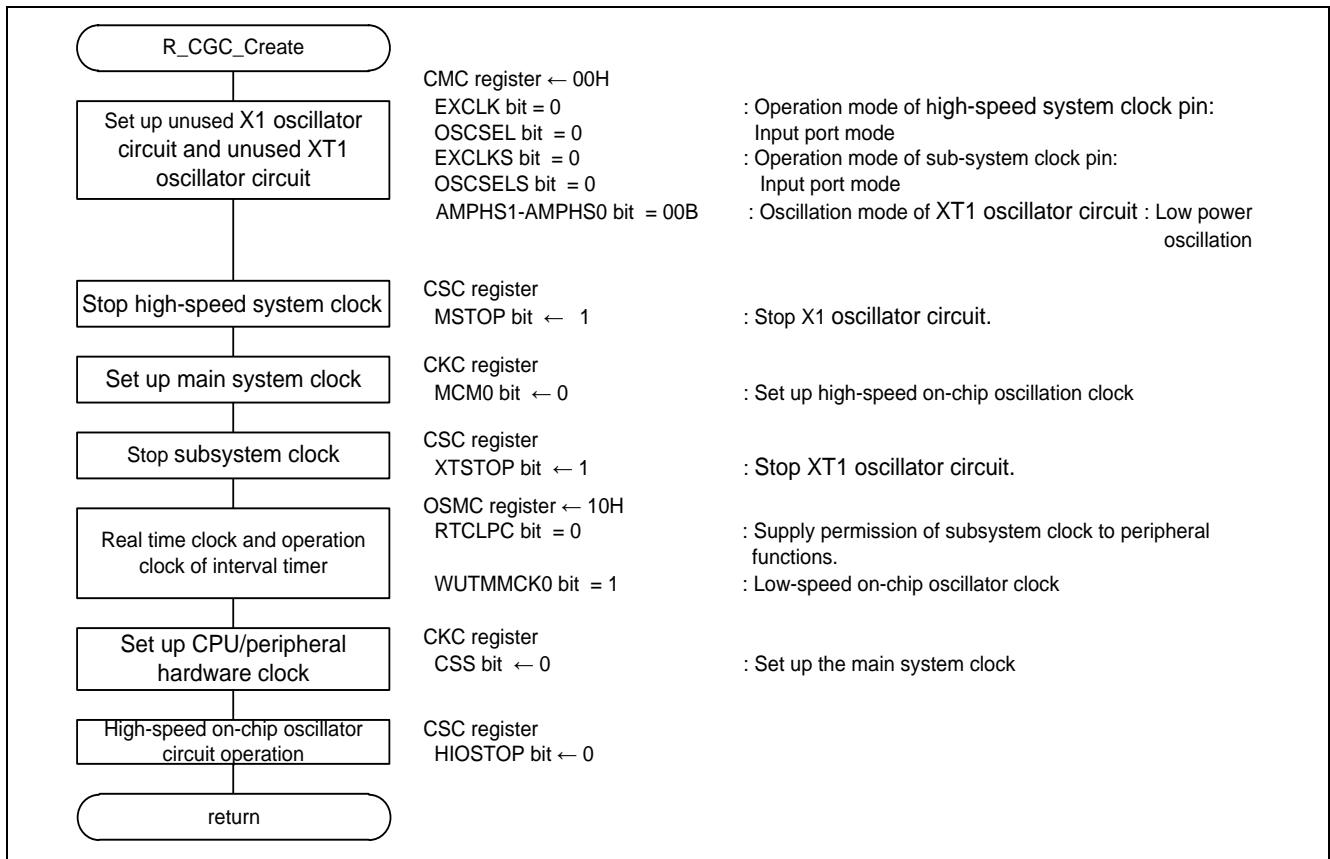 R_CGC_Create
Set up unused X1 oscillator
circuit and unused XT1
oscillator circuit
CMC register ← 00H
EXCLK bit = 0 : Operation mode of high-speed system clock pin:
OSCSEL bit = 0 Input port mode
EXCLKS bit = 0 : Operation mode of sub-system clock pin:
OSCSELS bit = 0 Input port mode
AMPHS1-AMPHS0 bit = 00B : Oscillation mode of XT1 oscillator circuit : Low power
oscillation
Stop high-speed system clock
CSC register
MSTOP bit ← 1 : Stop X1 oscillator circuit.
Set up main system clock
CKC register
MCM0 bit ← 0 : Set up high-speed on-chip oscillation clock
Stop subsystem clock
CSC register
XTSTOP bit ← 1 : Stop XT1 oscillator circuit.
Real time clock and operation
clock of interval timer
OSMC register ← 10H
RTCLPC bit = 0 : Supply permission of subsystem clock to peripheral
functions.
WUTMMCK0 bit = 1 : Low-speed on-chip oscillator clock
Set up CPU/peripheral
hardware clock
CKC register
CSS bit ← 0 : Set up the main system clock
High-speed on-chip oscillator
circuit operation
CSC register
HIOSTOP bit ← 0
return